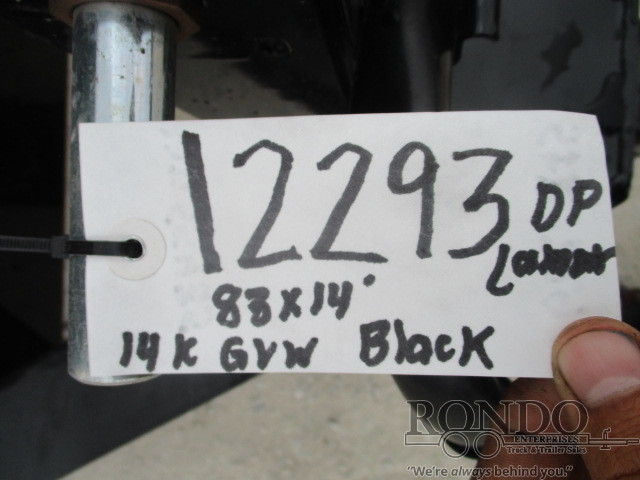 12293 DP
83x14'
14K GVW Black
RONDO
ENTERPRISES
Truck & Trailer Sales
"We're always behind you."